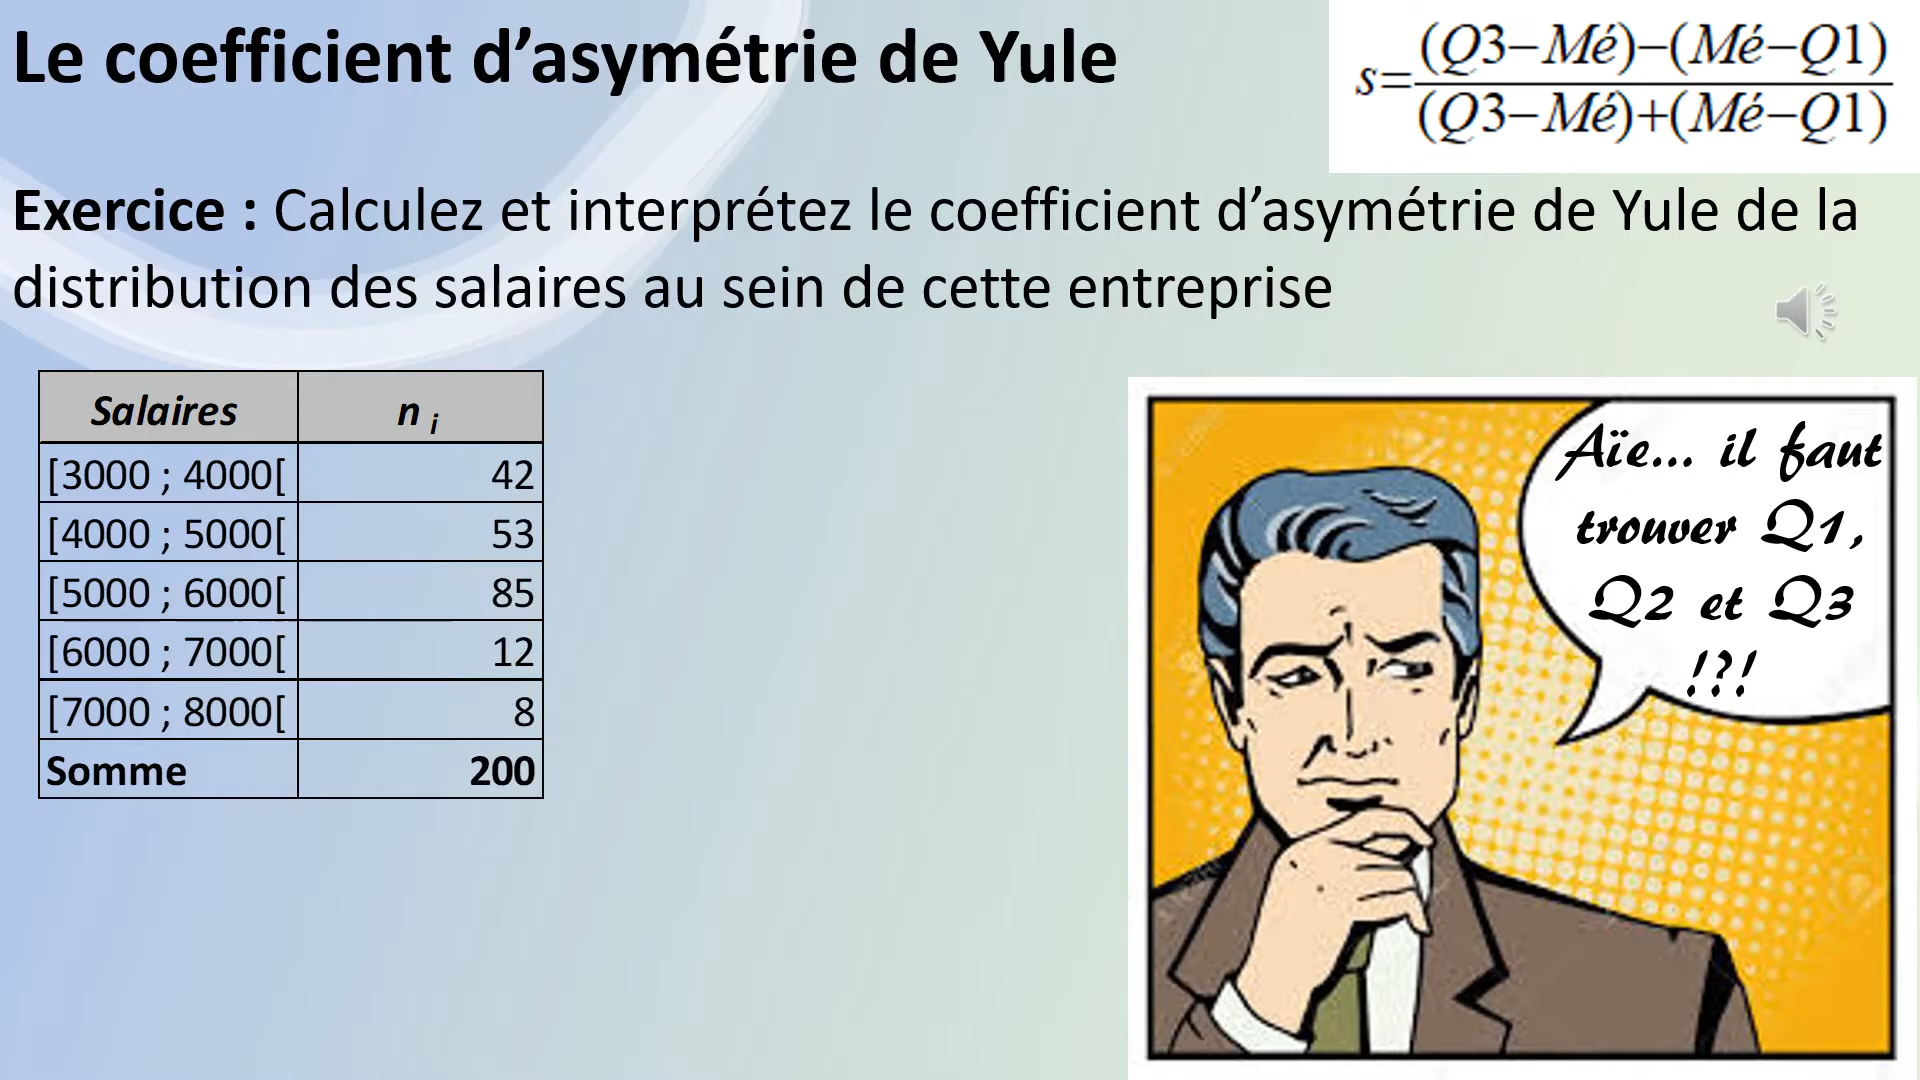 Le coefficient d’asymétrie de Yule
s=(Q3−Mé)−(Mé−Q1)
(Q3−Mé)+(Mé−Q1)
Exercice : Calculez et interprétez le coefficient d’asymétrie de Yule de la
distribution des salaires au sein de cette entreprise
Salaires n i
[3000 ; 4000[ 42
[4000 ; 5000[ 53
[5000 ; 6000[ 85
[6000 ; 7000[ 12
[7000 ; 8000[ 8
Somme 200
Aïe... il faut
trouver Q1,
Q2 et Q3
!?!